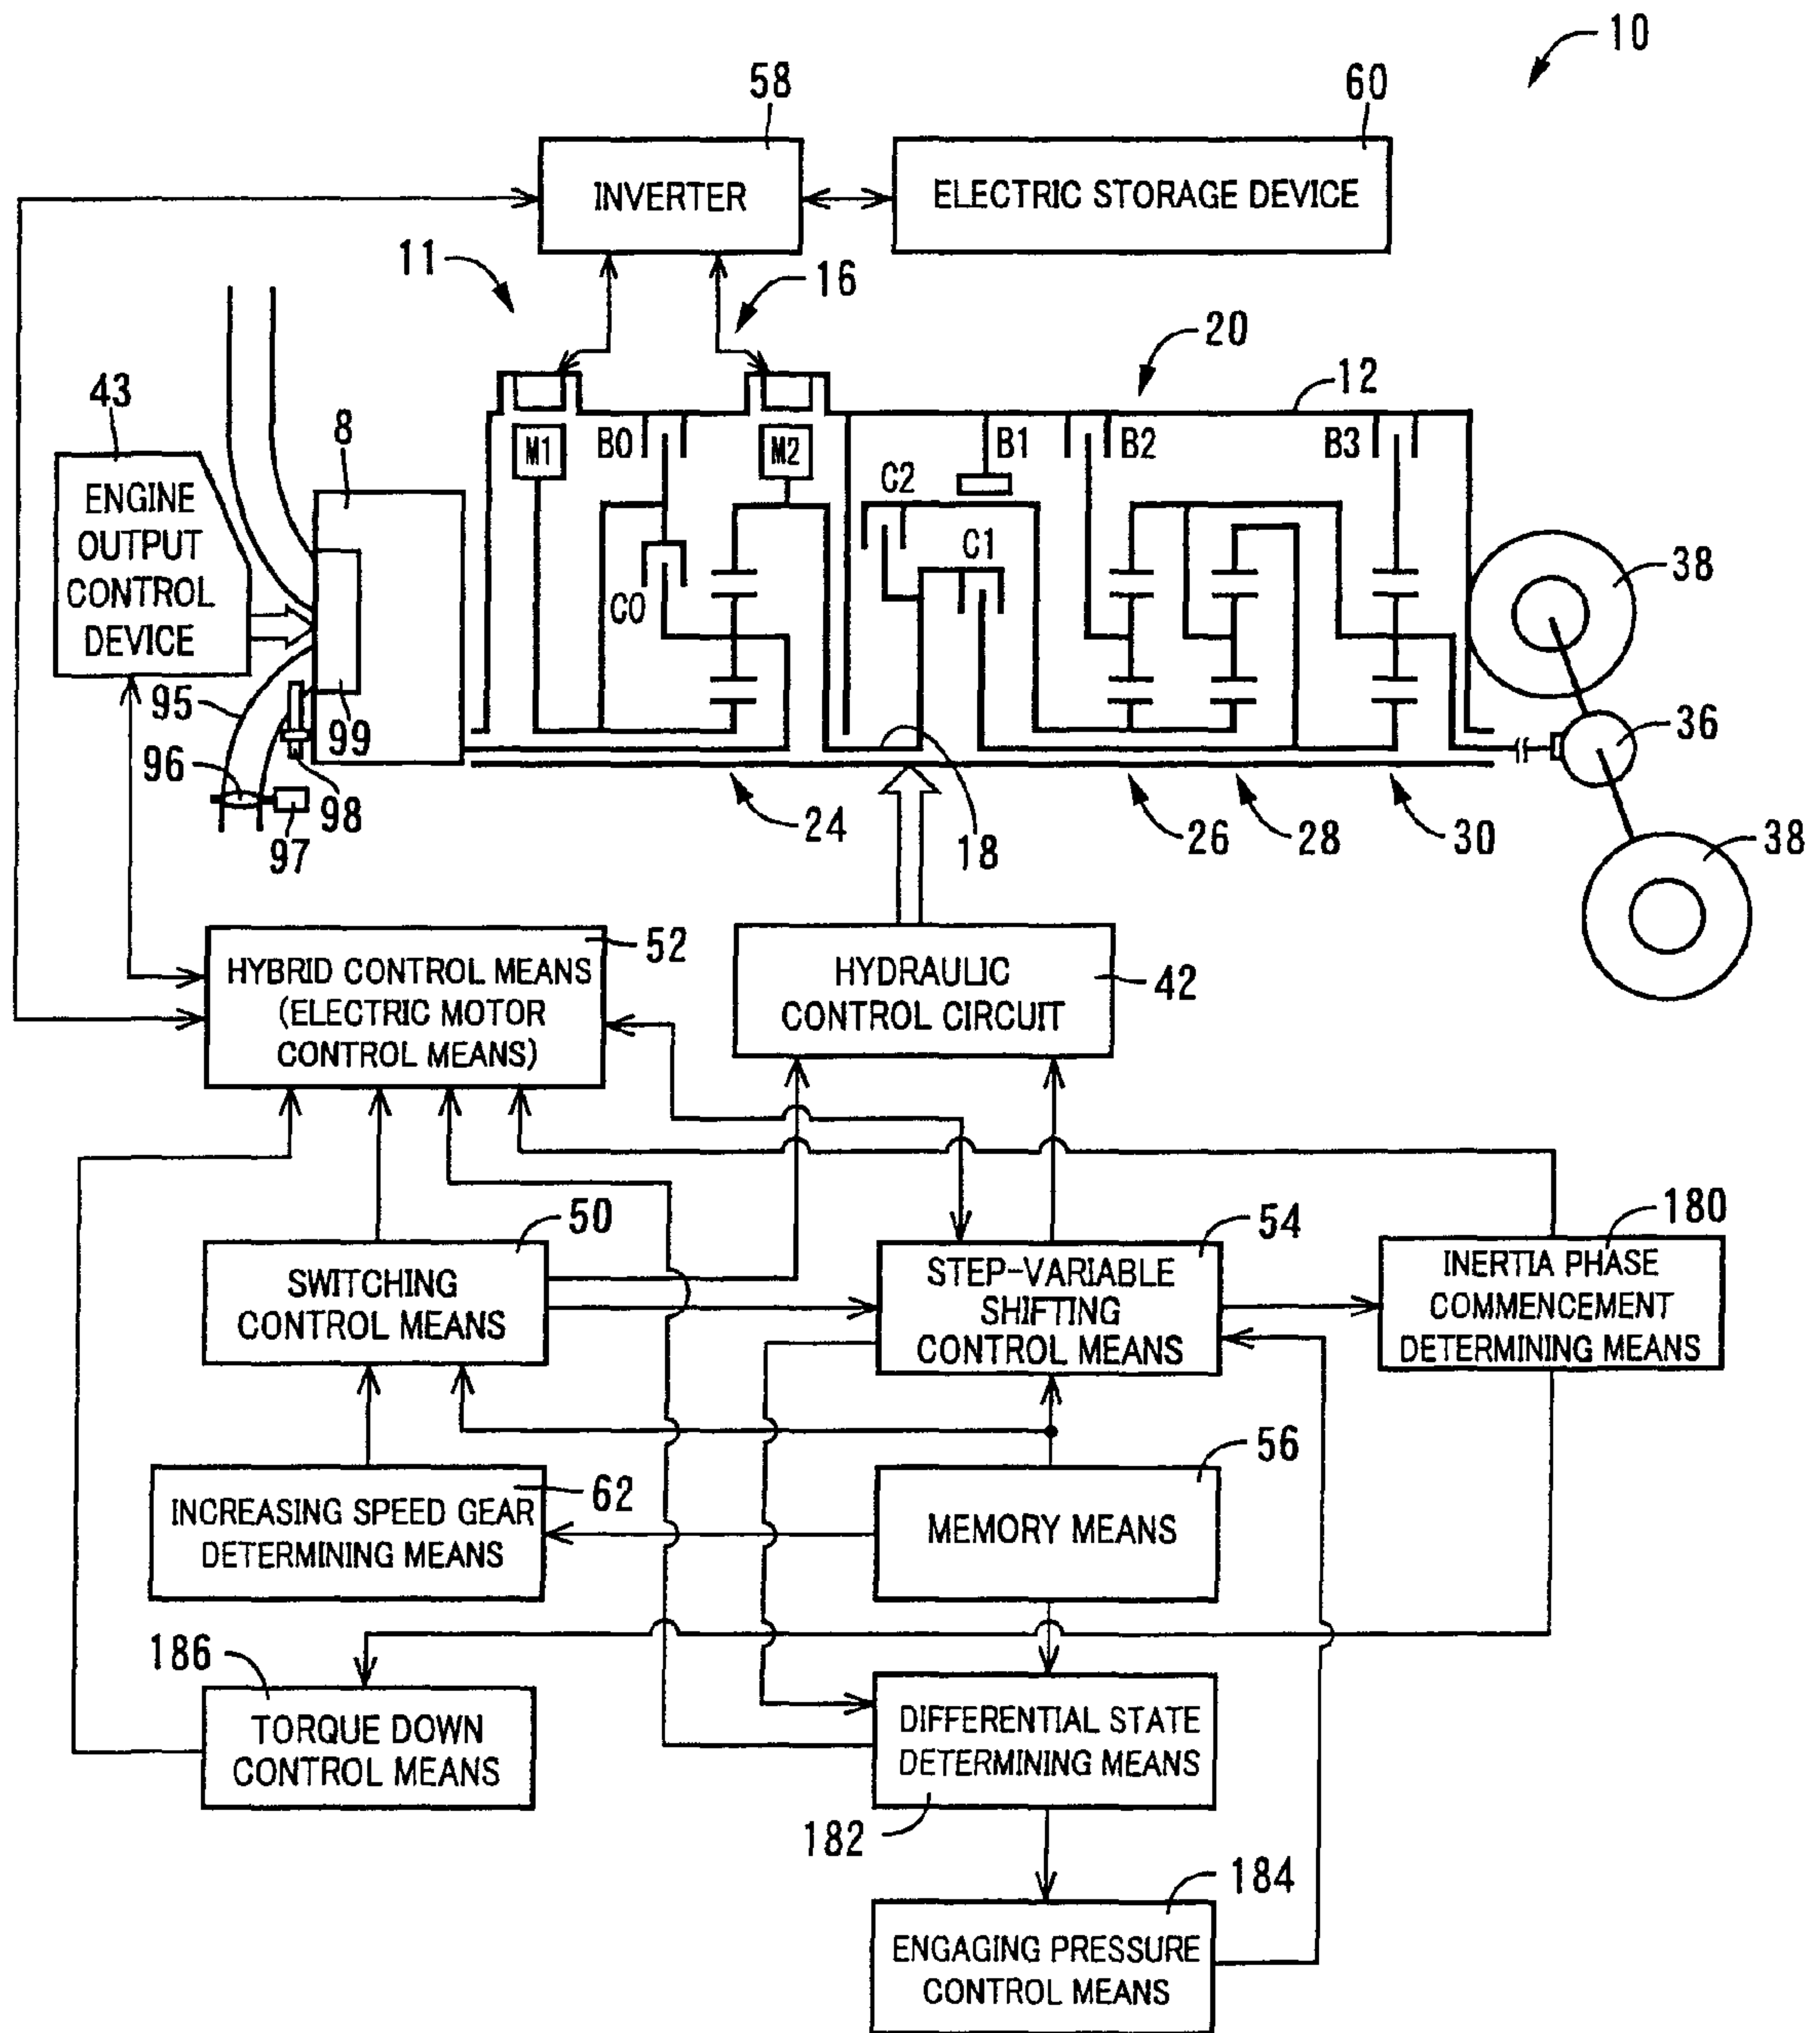 10
58
60
INVERTER
ELECTRIC STORAGE DEVICE
11
16
20
12
43
8
ENGINE
OUTPUT
CONTROL
DEVICE
M1
B0
M2
B1
B2
B3
C2
C1
C0
38
95
99
18
36
96
98
97
24
26
28
30
38
52
HYBRID CONTROL MEANS
(ELECTRIC MOTOR
CONTROL MEANS)
HYDRAULIC
CONTROL CIRCUIT
42
50
54
180
SWITCHING
CONTROL MEANS
STEP-VARIABLE
SHIFTING
CONTROL MEANS
INERTIA PHASE
COMMENCEMENT
DETERMINING MEANS
62
56
INCREASING SPEED GEAR
DETERMINING MEANS
MEMORY MEANS
186
TORQUE DOWN
CONTROL MEANS
DIFFERENTIAL STATE
DETERMINING MEANS
182
184
ENGAGING PRESSURE
CONTROL MEANS